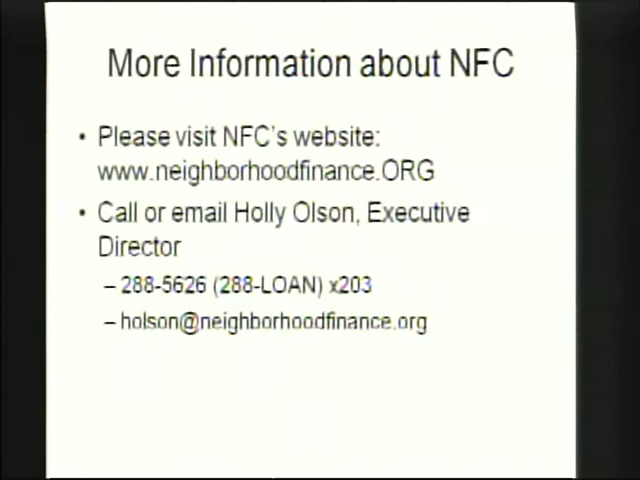 More Information about NFC
• Please visit NFC's website:
www.neighborhoodfinance.ORG
• Call or email Holly Olson, Executive
Director
– 288-5626 (288-LOAN) x203
– holson@neighborhoodfinance.org